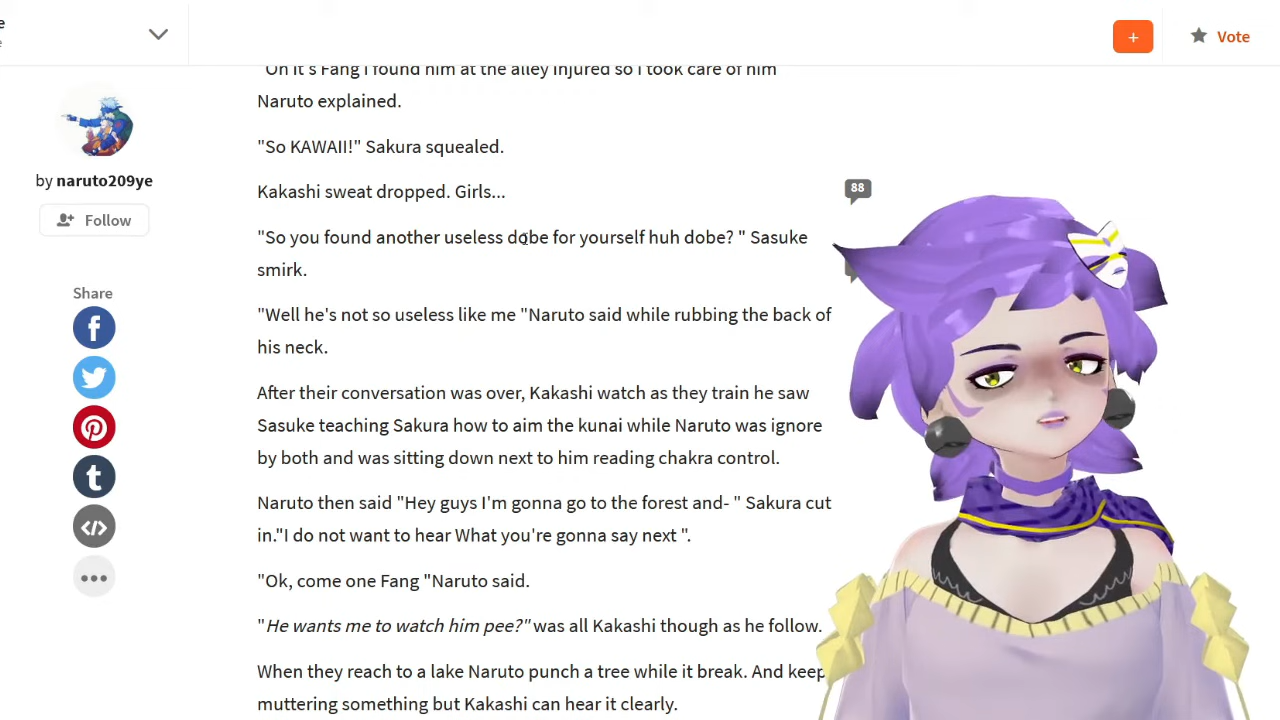 e
Vote
"Oh it's Fang I found him at the alley injured so I took care of him
Naruto explained.
"So KAWAII!" Sakura squealed.
by naruto209ye
Kakashi sweat dropped. Girls...
88
Follow
"So you found another useless dobe for yourself huh dobe? " Sasuke
smirk.
Share
"Well he's not so useless like me "Naruto said while rubbing the back of
his neck.
After their conversation was over, Kakashi watch as they train he saw
Sasuke teaching Sakura how to aim the kunai while Naruto was ignore
by both and was sitting down next to him reading chakra control.
Naruto then said "Hey guys I'm gonna go to the forest and- " Sakura cut
in."I do not want to hear What you're gonna say next ".
"Ok, come one Fang "Naruto said.
"He wants me to watch him pee?" was all Kakashi though as he follow.
When they reach to a lake Naruto punch a tree while it break. And keep
muttering something but Kakashi can hear it clearly.